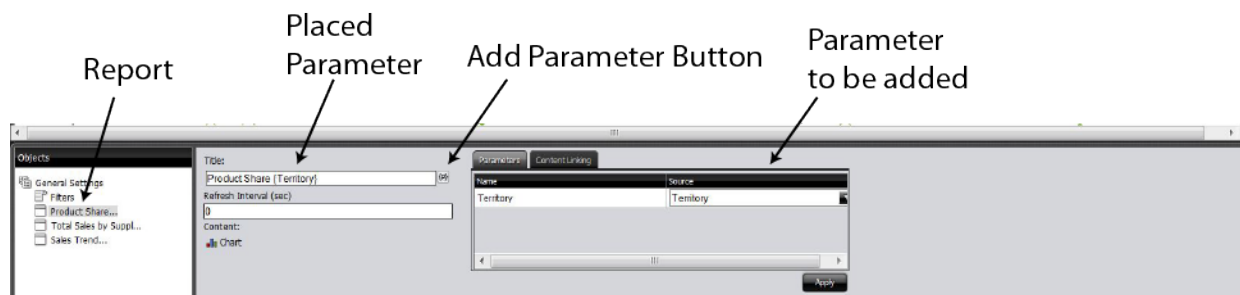 Report
Placed
Parameter
Add Parameter Button
Parameter
to be added
Objects
General Settings
Filters
Product Share...
Total Sales by Suppl...
Sales Trend...
Title:
Product Share {Territory}
Refresh Interval (sec)
0
Content:
Chart
Parameters Content Linking
Name Source
Territory Territory
Apply